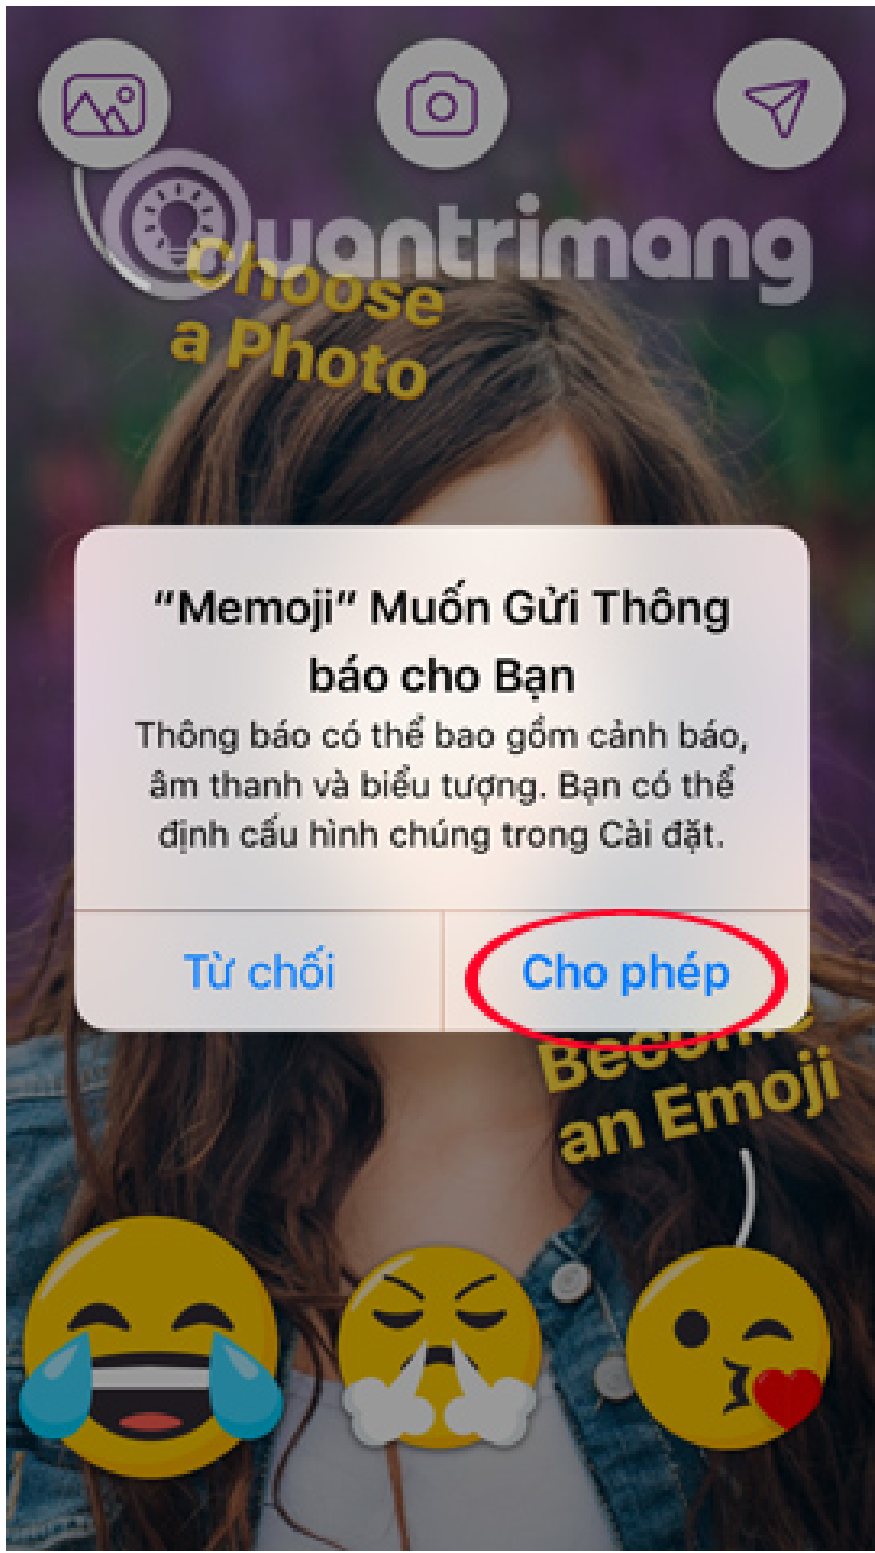 Quantrimang
Choose
a Photo
“Memoji” Muốn Gửi Thông
báo cho Bạn
Thông báo có thể bao gồm cảnh báo,
âm thanh và biểu tượng. Bạn có thể
định cấu hình chúng trong Cài đặt.
Từ chối
Cho phép
Become
an Emoji